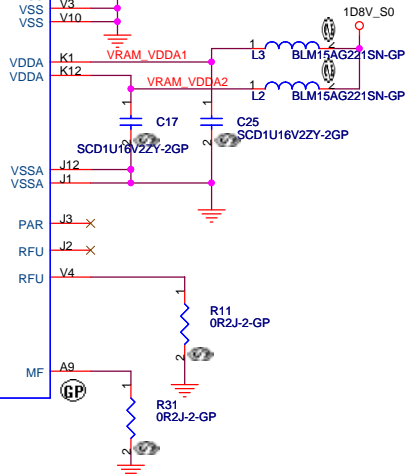 VSS V3
VSS V10
1D8V_S0
VDDA K1 VRAM_VDDA1 1 L3 2 BLM15AG221SN-GP
VDDA K12 VRAM_VDDA2 1 L2 2 BLM15AG221SN-GP
1 C17 2 SCD1U16V2ZY-2GP
1 C25 2 SCD1U16V2ZY-2GP
VSSA J12
VSSA J1
PAR J3
RFU J2
RFU V4
1 R11
0R2J-2-GP
2
MF A9
GP
1 R31
0R2J-2-GP
2